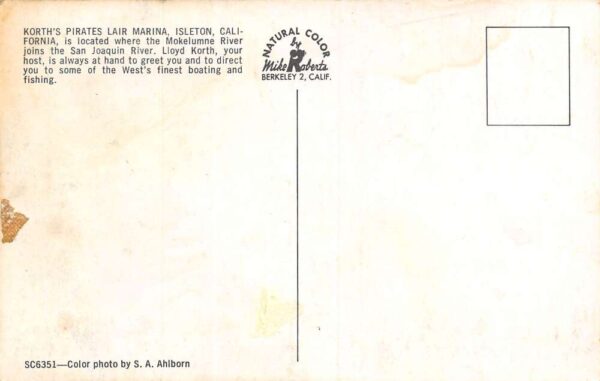 KORTH'S PIRATES LAIR MARINA, ISLETON, CALI-
FORNIA, is located where the Mokelumne River
joins the San Joaquin River. Lloyd Korth, your
host, is always at hand to greet you and to direct
you to some of the West's finest boating and
fishing.
NATURAL COLOR
by
Mike Roberts
BERKELEY 2, CALIF.
SC6351—Color photo by S. A. Ahlborn